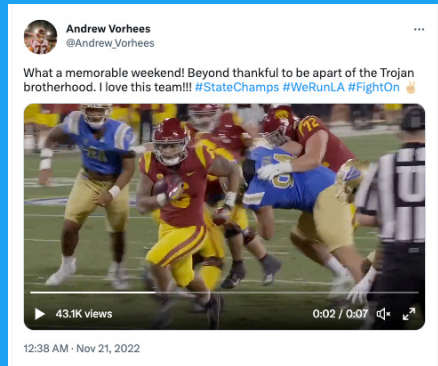 Andrew Vorhees
@Andrew_Vorhees
What a memorable weekend! Beyond thankful to be apart of the Trojan
brotherhood. I love this team!!! #StateChamps #WeRunLA #FightOn ✌🏼
72
6
43.1K views
0:02 / 0:07
12:38 AM · Nov 21, 2022